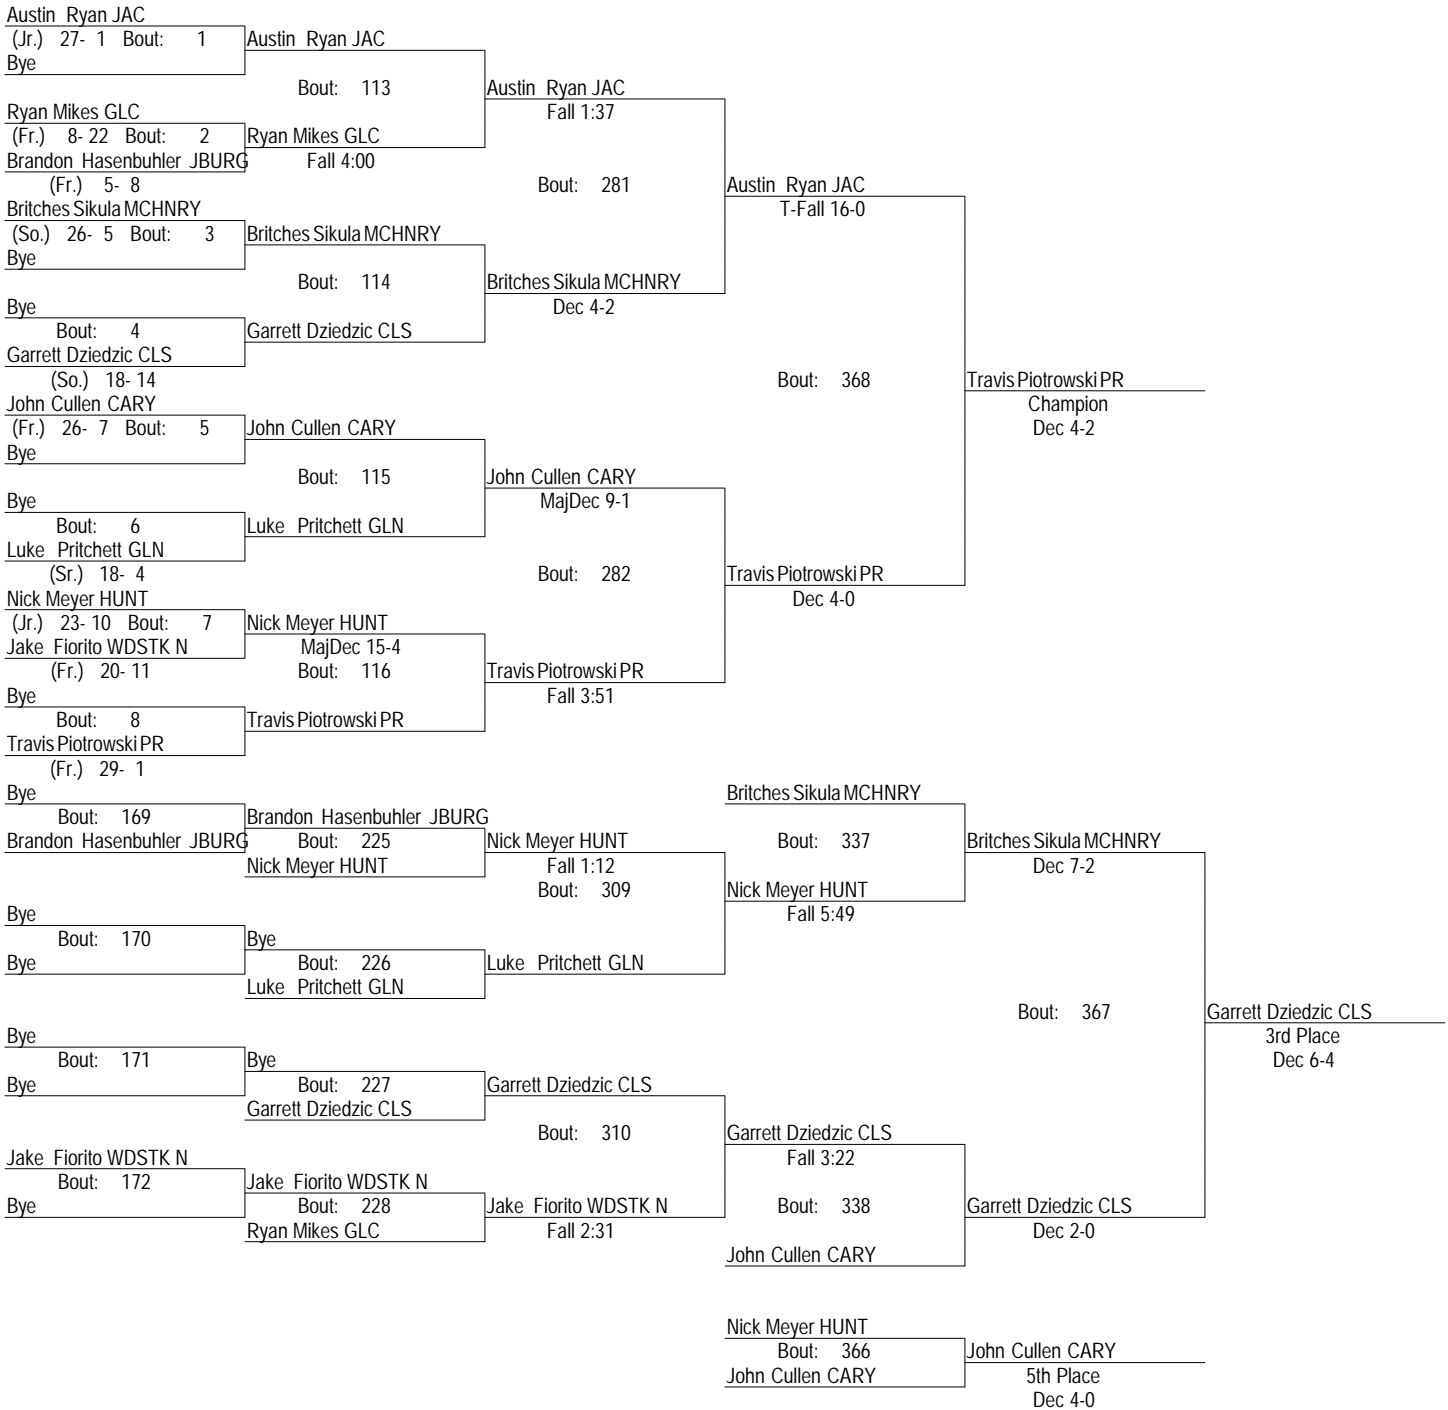 Austin Ryan JAC
(Jr.) 27- 1 Bout: 1 Austin Ryan JAC
Bye
Bout: 113 Austin Ryan JAC
Ryan Mikes GLC Fall 1:37
(Fr.) 8- 22 Bout: 2 Ryan Mikes GLC
Brandon Hasenbuhler JBURG Fall 4:00
(Fr.) 5- 8 Bout: 281 Austin Ryan JAC
Britches Sikula MCHNRY T-Fall 16-0
(So.) 26- 5 Bout: 3 Britches Sikula MCHNRY
Bye
Bout: 114 Britches Sikula MCHNRY
Bye Dec 4-2
Bout: 4 Garrett Dziedzic CLS
Garrett Dziedzic CLS
(So.) 18- 14 Bout: 368 Travis Piotrowski PR
John Cullen CARY Champion
(Fr.) 26- 7 Bout: 5 John Cullen CARY Dec 4-2
Bye
Bout: 115 John Cullen CARY
Bye MajDec 9-1
Bout: 6 Luke Pritchett GLN
Luke Pritchett GLN
(Sr.) 18- 4 Bout: 282 Travis Piotrowski PR
Nick Meyer HUNT Dec 4-0
(Jr.) 23- 10 Bout: 7 Nick Meyer HUNT
Jake Fiorito WDSTK N MajDec 15-4
(Fr.) 20- 11 Bout: 116 Travis Piotrowski PR
Bye Fall 3:51
Bout: 8 Travis Piotrowski PR
Travis Piotrowski PR
(Fr.) 29- 1
Bye Britches Sikula MCHNRY
Bout: 169 Brandon Hasenbuhler JBURG
Brandon Hasenbuhler JBURG Bout: 225 Nick Meyer HUNT Bout: 337 Britches Sikula MCHNRY
Nick Meyer HUNT Fall 1:12 Dec 7-2
Bout: 309 Nick Meyer HUNT
Bye Fall 5:49
Bout: 170 Bye
Bye Bout: 226 Luke Pritchett GLN
Luke Pritchett GLN
Bout: 367 Garrett Dziedzic CLS
Bye 3rd Place
Bout: 171 Bye Dec 6-4
Bye Bout: 227 Garrett Dziedzic CLS
Garrett Dziedzic CLS
Bout: 310 Garrett Dziedzic CLS
Jake Fiorito WDSTK N Fall 3:22
Bout: 172 Jake Fiorito WDSTK N
Bye Bout: 228 Jake Fiorito WDSTK N Bout: 338 Garrett Dziedzic CLS
Ryan Mikes GLC Fall 2:31 Dec 2-0
John Cullen CARY
Nick Meyer HUNT
Bout: 366 John Cullen CARY
John Cullen CARY 5th Place
Dec 4-0